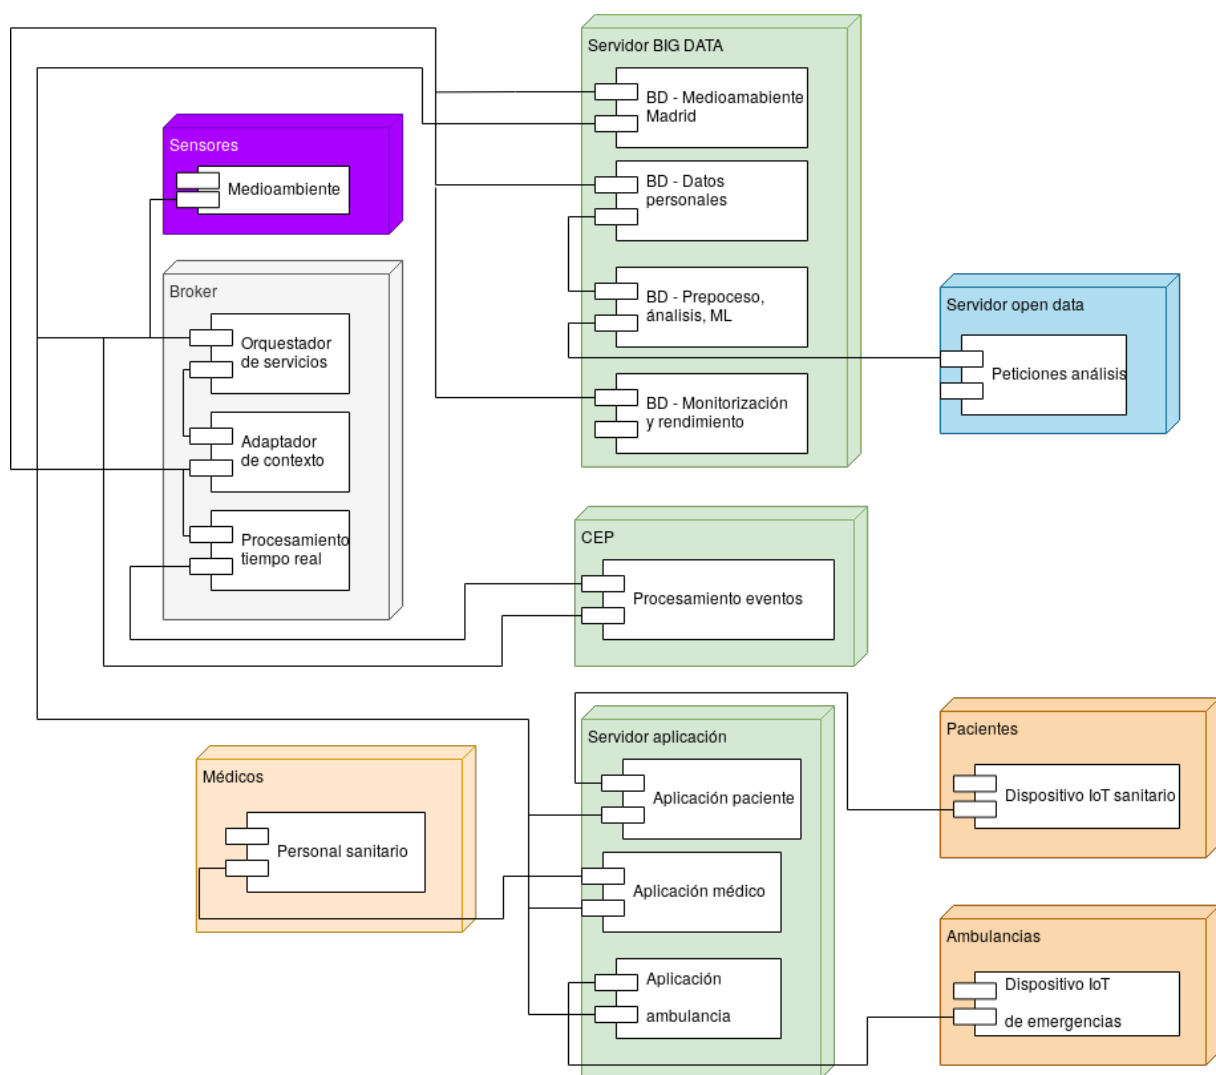 Servidor BIG DATA
BD - Medioamabiente
Madrid
BD - Datos
personales
BD - Prepoceso,
ánalisis, ML
BD - Monitorización
y rendimiento
Sensores
Medioambiente
Broker
Orquestador
de servicios
Adaptador
de contexto
Procesamiento
tiempo real
Servidor open data
Peticiones análisis
CEP
Procesamiento eventos
Servidor aplicación
Aplicación paciente
Aplicación médico
Aplicación
ambulancia
Médicos
Personal sanitario
Pacientes
Dispositivo IoT sanitario
Ambulancias
Dispositivo IoT
de emergencias